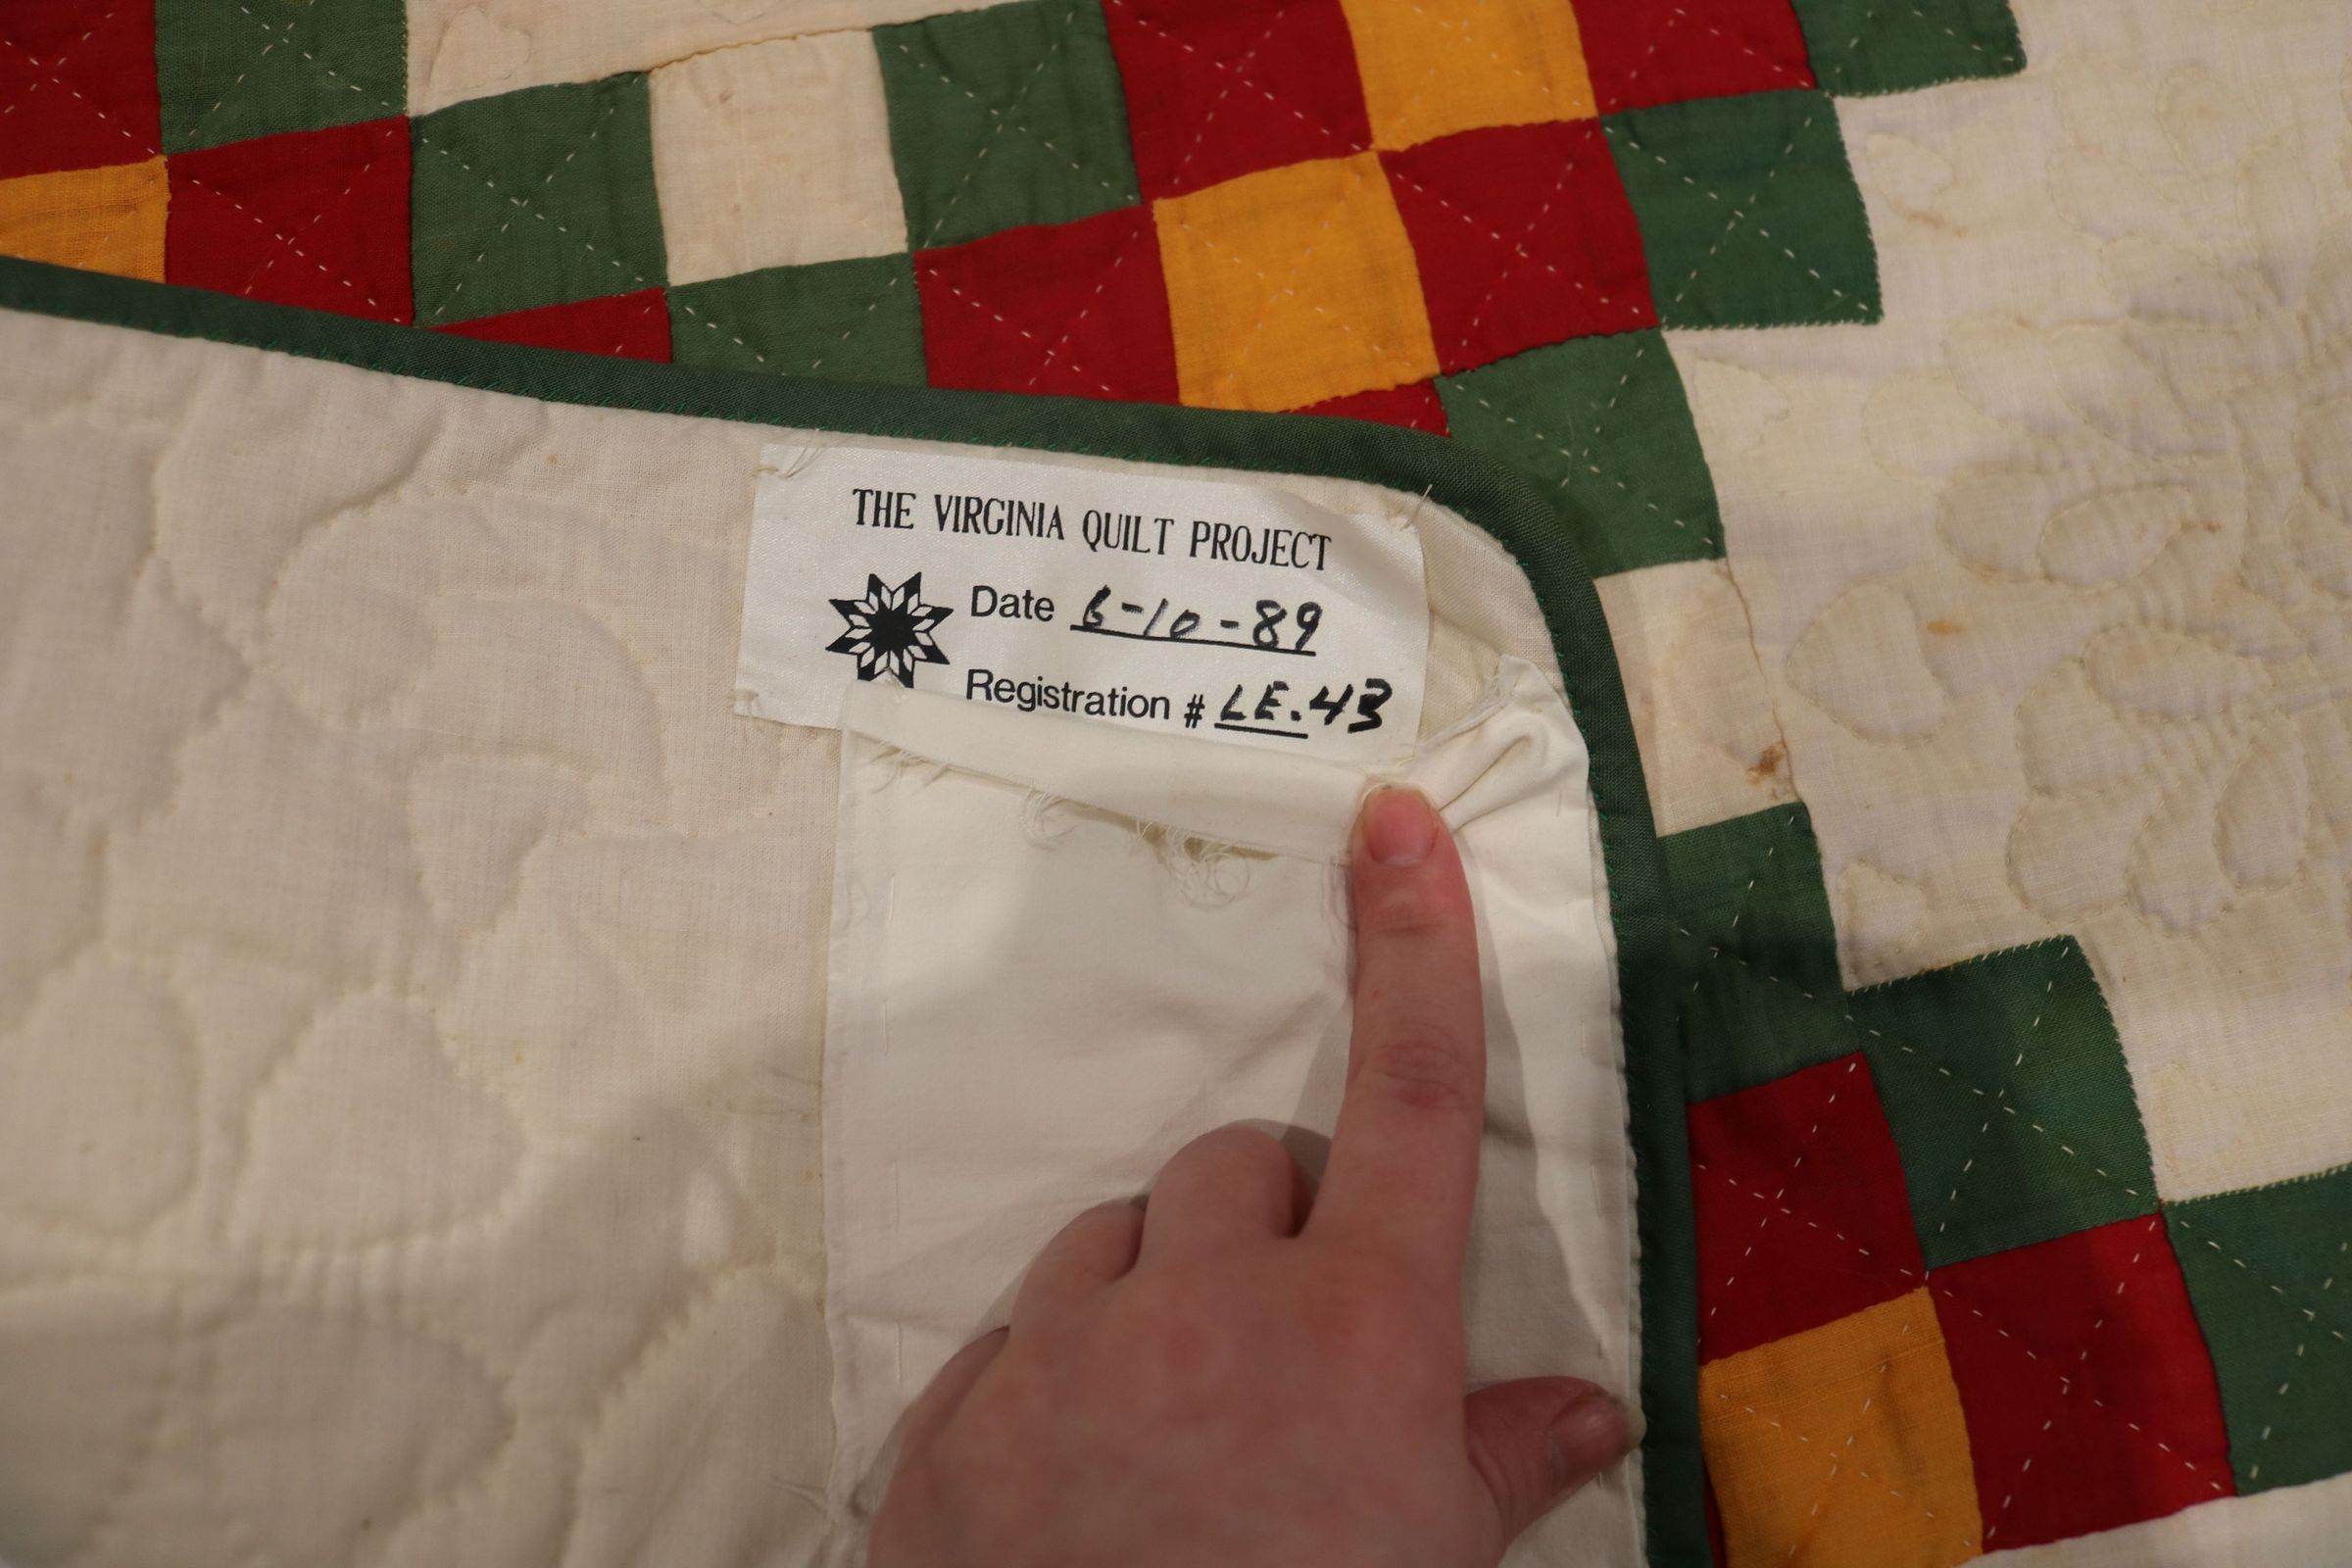 THE VIRGINIA QUILT PROJECT
Date 6-10-89
Registration # LE.43